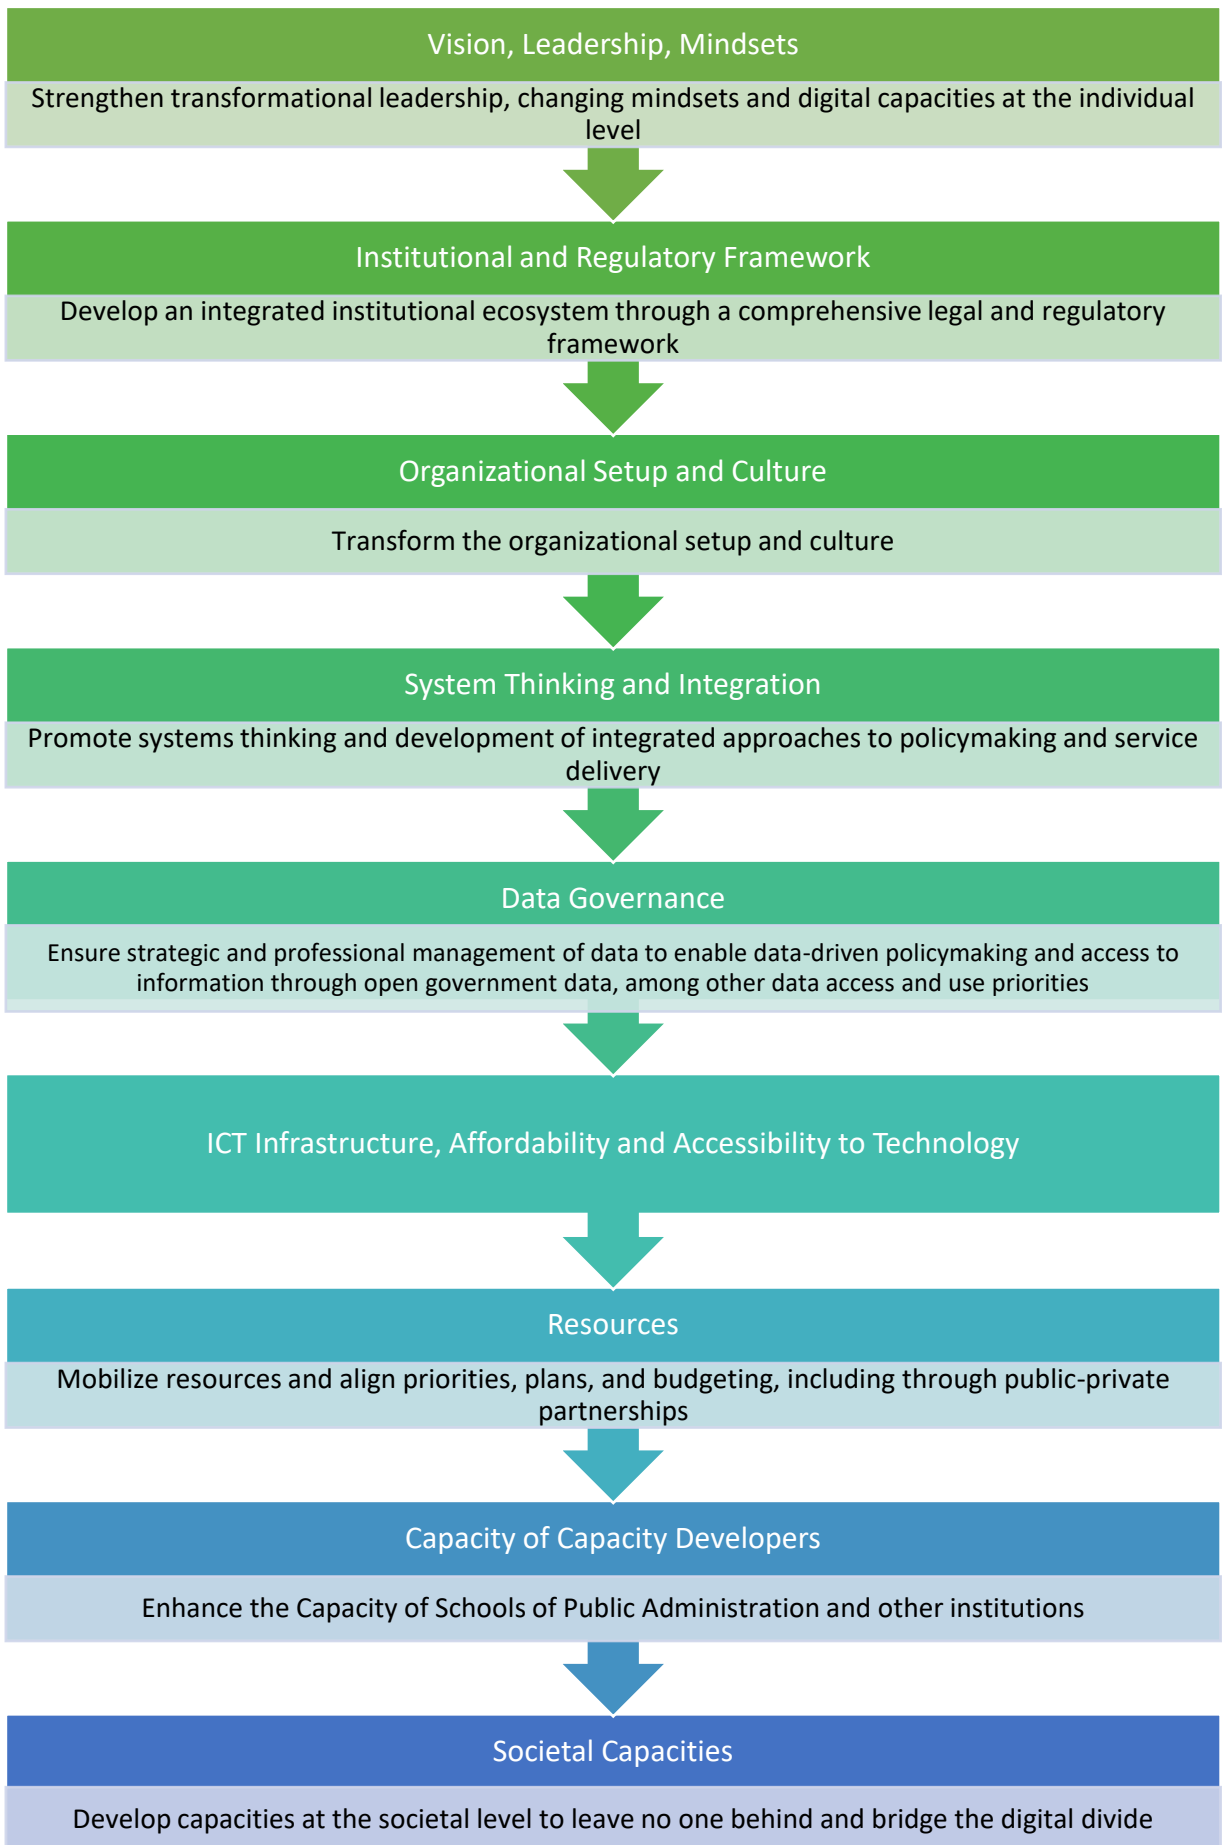 Vision, Leadership, Mindsets
Strengthen transformational leadership, changing mindsets and digital capacities at the individual
level
Institutional and Regulatory Framework
Develop an integrated institutional ecosystem through a comprehensive legal and regulatory
framework
Organizational Setup and Culture
Transform the organizational setup and culture
System Thinking and Integration
Promote systems thinking and development of integrated approaches to policymaking and service
delivery
Data Governance
Ensure strategic and professional management of data to enable data-driven policymaking and access to
information through open government data, among other data access and use priorities
ICT Infrastructure, Affordability and Accessibility to Technology
Resources
Mobilize resources and align priorities, plans, and budgeting, including through public-private
partnerships
Capacity of Capacity Developers
Enhance the Capacity of Schools of Public Administration and other institutions
Societal Capacities
Develop capacities at the societal level to leave no one behind and bridge the digital divide